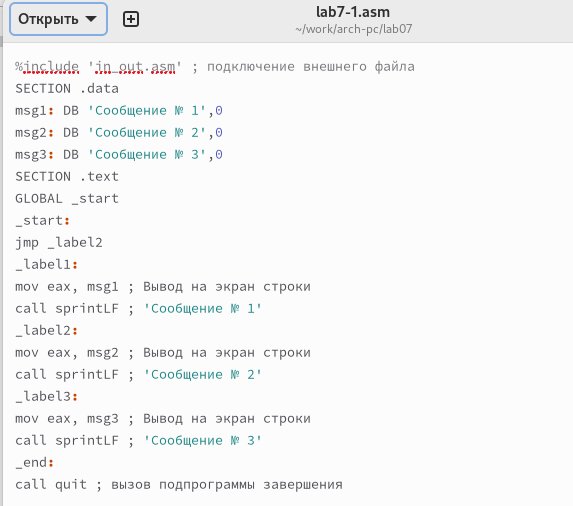 Открыть
lab7-1.asm
~/work/arch-pc/lab07
%include 'in_out.asm' ; подключение внешнего файла
SECTION .data
msg1: DB 'Сообщение № 1',0
msg2: DB 'Сообщение № 2',0
msg3: DB 'Сообщение № 3',0
SECTION .text
GLOBAL _start
_start:
jmp _label2
_label1:
mov eax, msg1 ; Вывод на экран строки
call sprintLF ; 'Сообщение № 1'
_label2:
mov eax, msg2 ; Вывод на экран строки
call sprintLF ; 'Сообщение № 2'
_label3:
mov eax, msg3 ; Вывод на экран строки
call sprintLF ; 'Сообщение № 3'
_end:
call quit ; вызов подпрограммы завершения